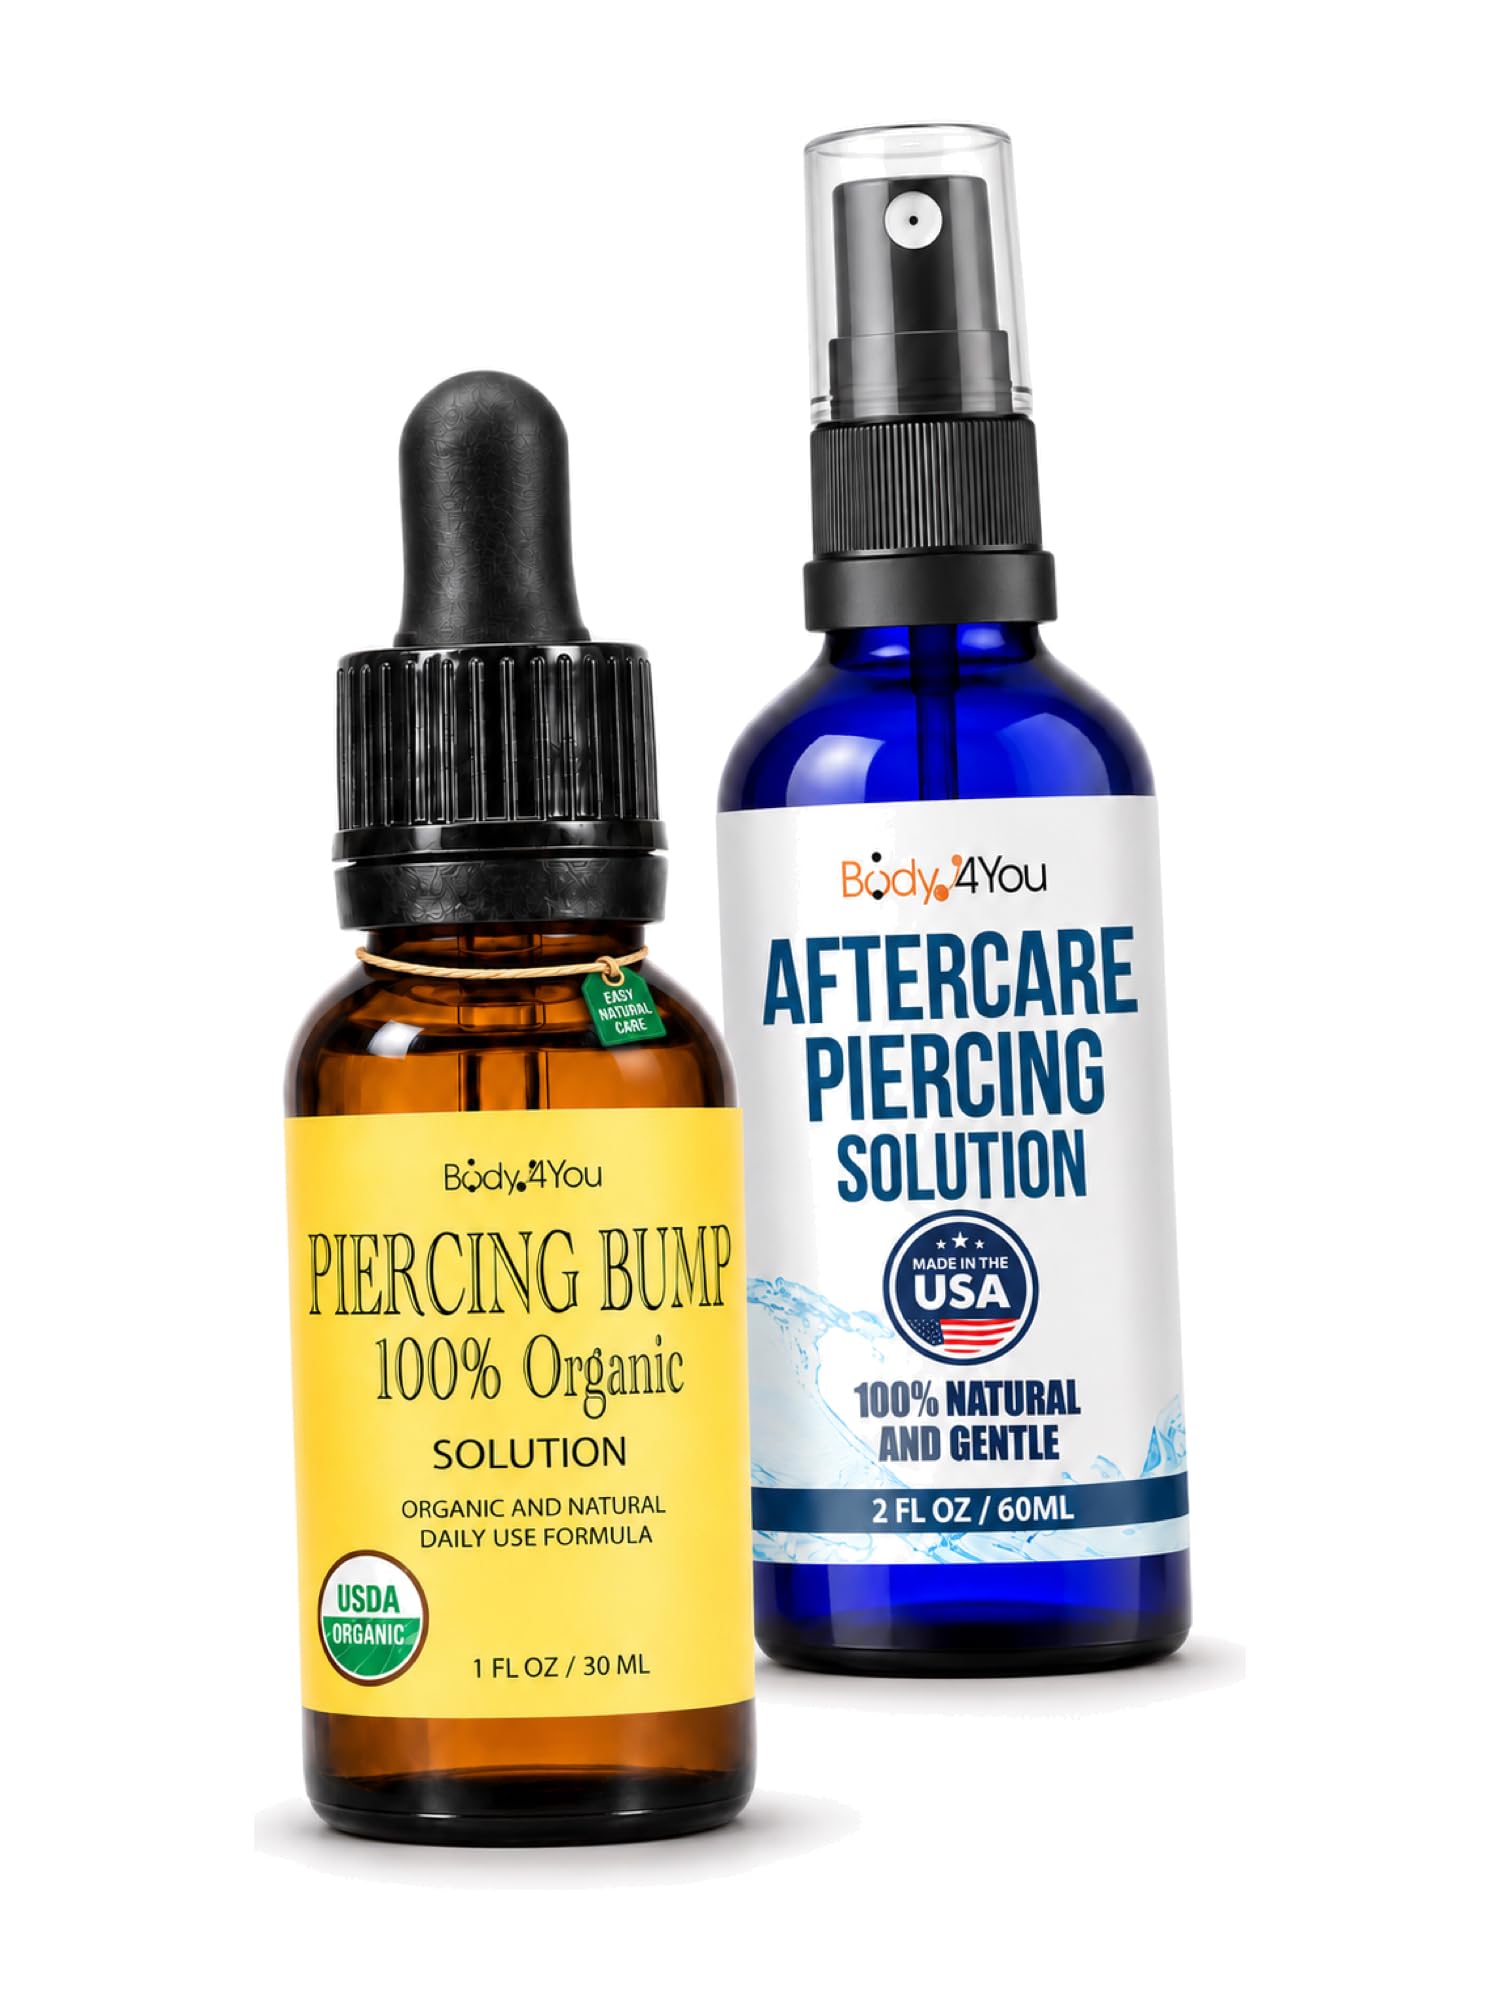 EASY
NATURAL
CARE
Body4You
PIERCING BUMP
100% Organic
SOLUTION
ORGANIC AND NATURAL
DAILY USE FORMULA
USDA
ORGANIC
1 FL OZ / 30 ML
Body4You
AFTERCARE
PIERCING
SOLUTION
MADE IN THE
USA
100% NATURAL
AND GENTLE
2 FL OZ / 60ML